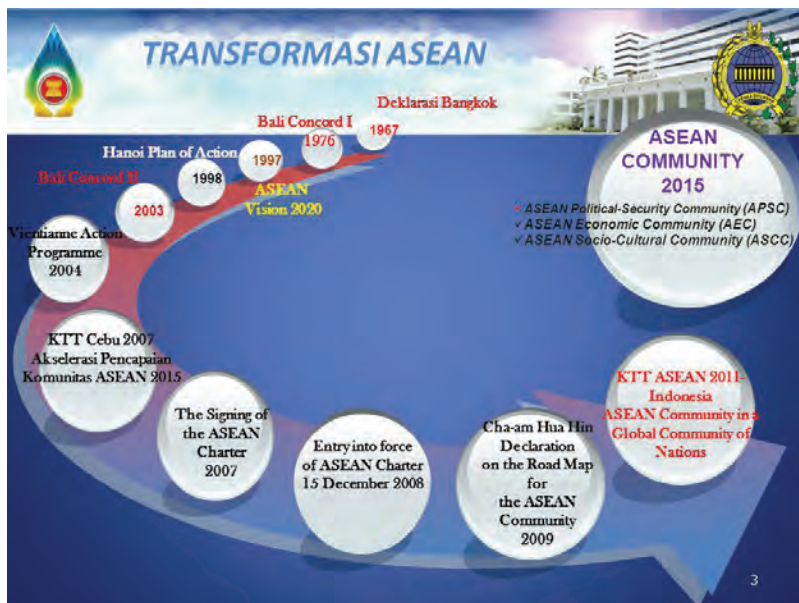 TRANSFORMASI ASEAN
Deklarasi Bangkok
1967
Bali Concord I
1976
1997
ASEAN
Vision 2020
Hanoi Plan of Action
1998
Bali Concord II
2003
Vientianne Action
Programme
2004
KTT Cebu 2007
Akselerasi Pencapaian
Komunitas ASEAN 2015
The Signing of
the ASEAN
Charter
2007
Entry into force
of ASEAN Charter
15 December 2008
Cha-am Hua Hin
Declaration
on the Road Map
for
the ASEAN
Community
2009
KTT ASEAN 2011-
Indonesia
ASEAN Community in a
Global Community of
Nations
ASEAN
COMMUNITY
2015
ASEAN Political-Security Community (APSC)
ASEAN Economic Community (AEC)
ASEAN Socio-Cultural Community (ASCC)
3